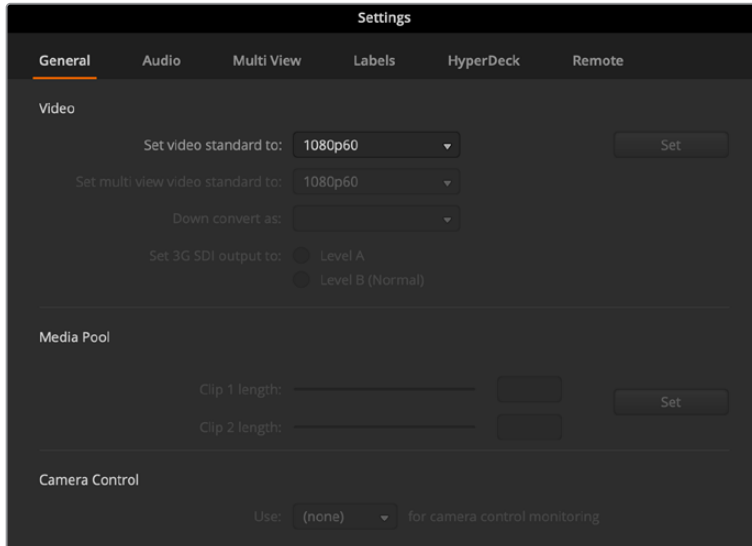 Settings
General Audio Multi View Labels HyperDeck Remote
Video
Set video standard to: 1080p60 Set
Set multi view video standard to: 1080p60
Down convert as:
Set 3G SDI output to: Level A
Level B (Normal)
Media Pool
Clip 1 length:
Set
Clip 2 length:
Camera Control
Use: (none) for camera control monitoring